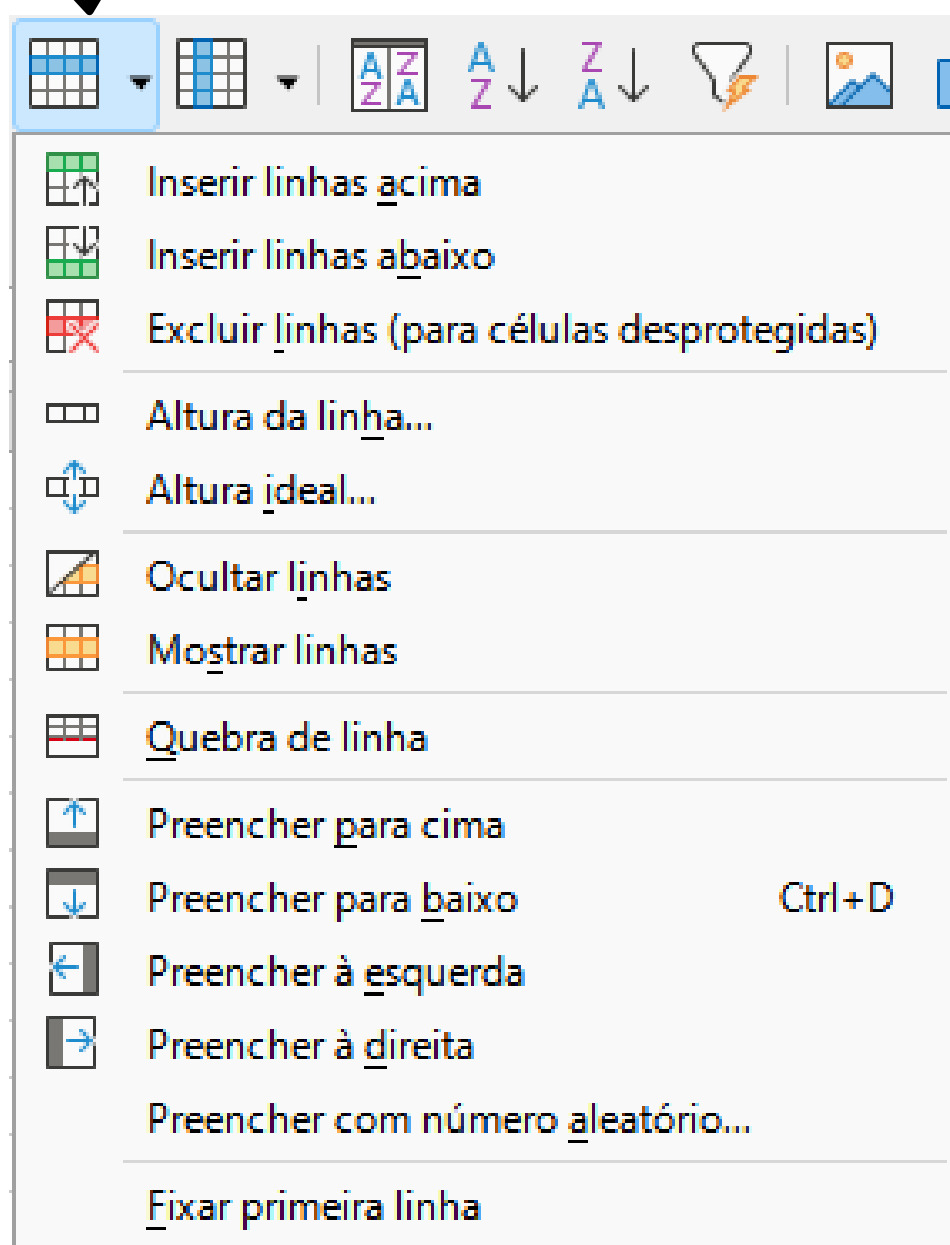 A Z Z A A Z Z A
Inserir linhas acima
Inserir linhas abaixo
Excluir linhas (para células desprotegidas)
Altura da linha...
Altura ideal...
Ocultar linhas
Mostrar linhas
Quebra de linha
Preencher para cima
Preencher para baixo Ctrl+D
Preencher à esquerda
Preencher à direita
Preencher com número aleatório...
Fixar primeira linha